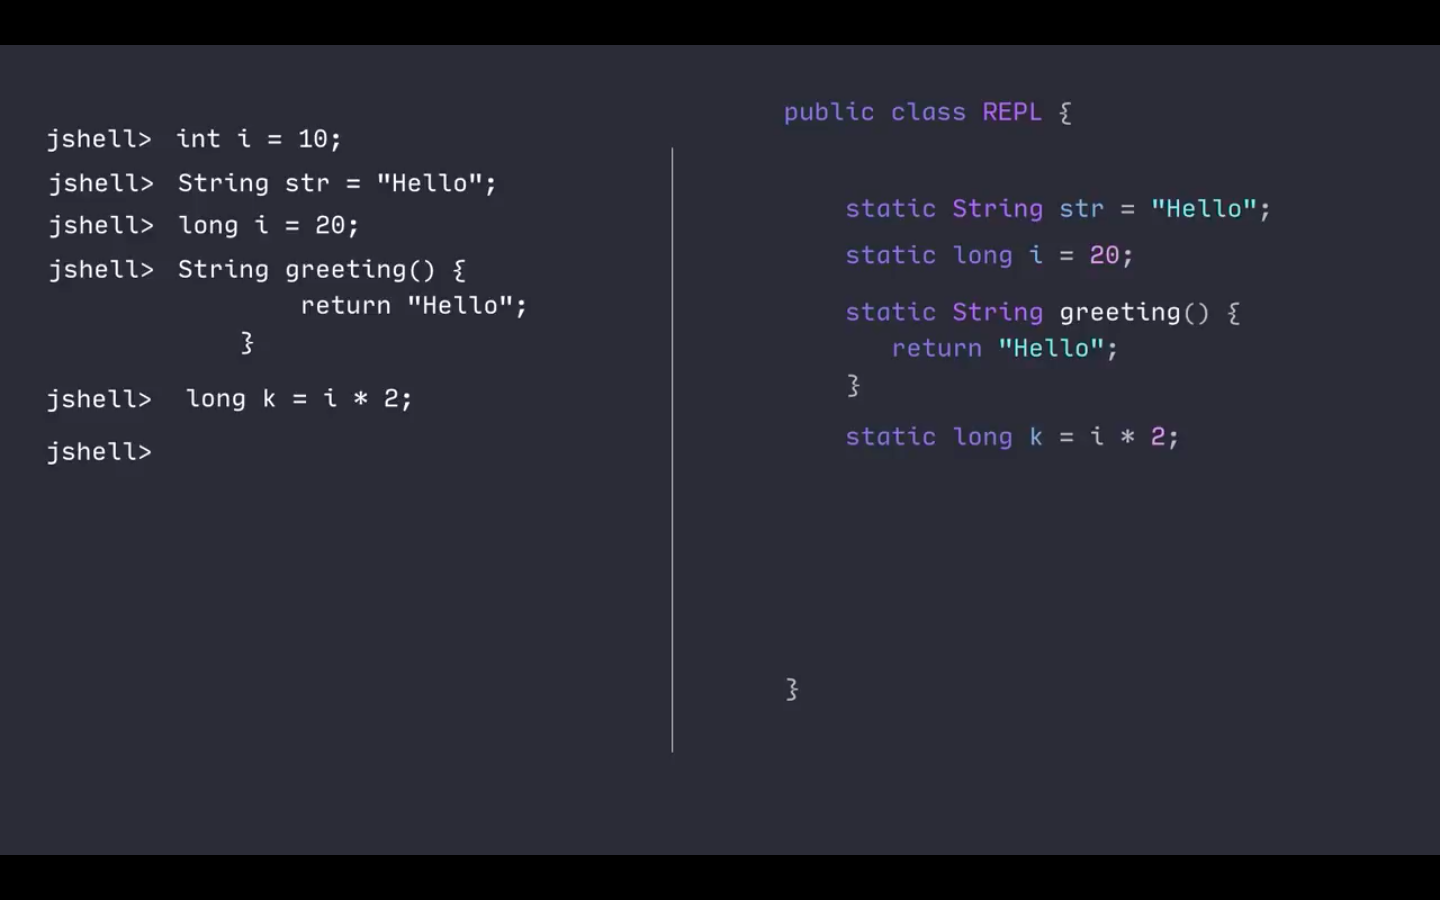 jshell> int i = 10;
jshell> String str = "Hello";
jshell> long i = 20;
jshell> String greeting() {
return "Hello";
}
jshell> long k = i * 2;
jshell>
public class REPL {
static String str = "Hello";
static long i = 20;
static String greeting() {
return "Hello";
}
static long k = i * 2;
}